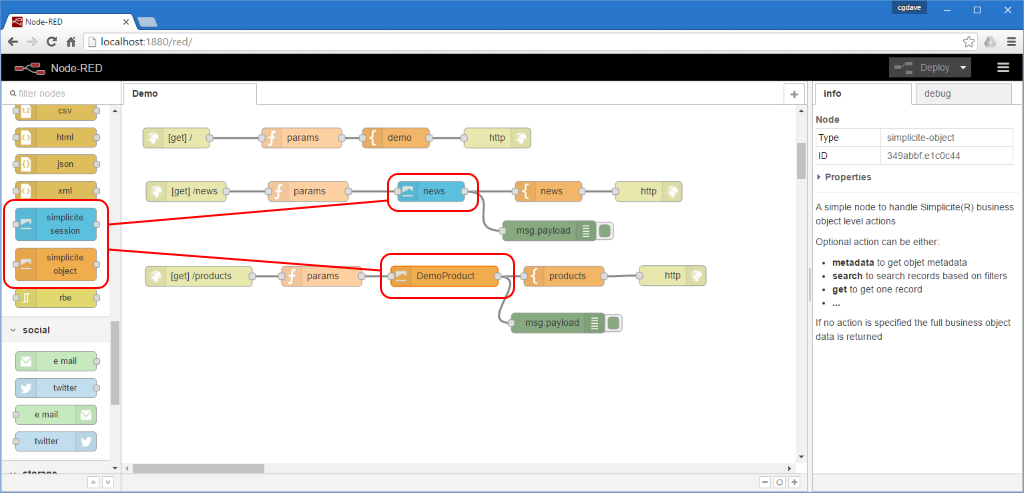 cgdave
Node-RED
localhost:1880/red/
Node-RED
Deploy
filter nodes
csv
html
json
xml
simplicite
session
simplicite
object
rbe
social
e mail
twitter
e mail
twitter
storage
Demo
[get] /
params
demo
http
[get] /news
params
news
news
http
msg.payload
[get] /products
params
DemoProduct
products
http
msg.payload
info
debug
Node
Type simplicite-object
ID 349abbf.e1c0c44
Properties
A simple node to handle Simplicite(R) business
object level actions
Optional action can be either:
• metadata to get objet metadata
• search to search records based on filters
• get to get one record
• ...
If no action is specified the full business object
data is returned